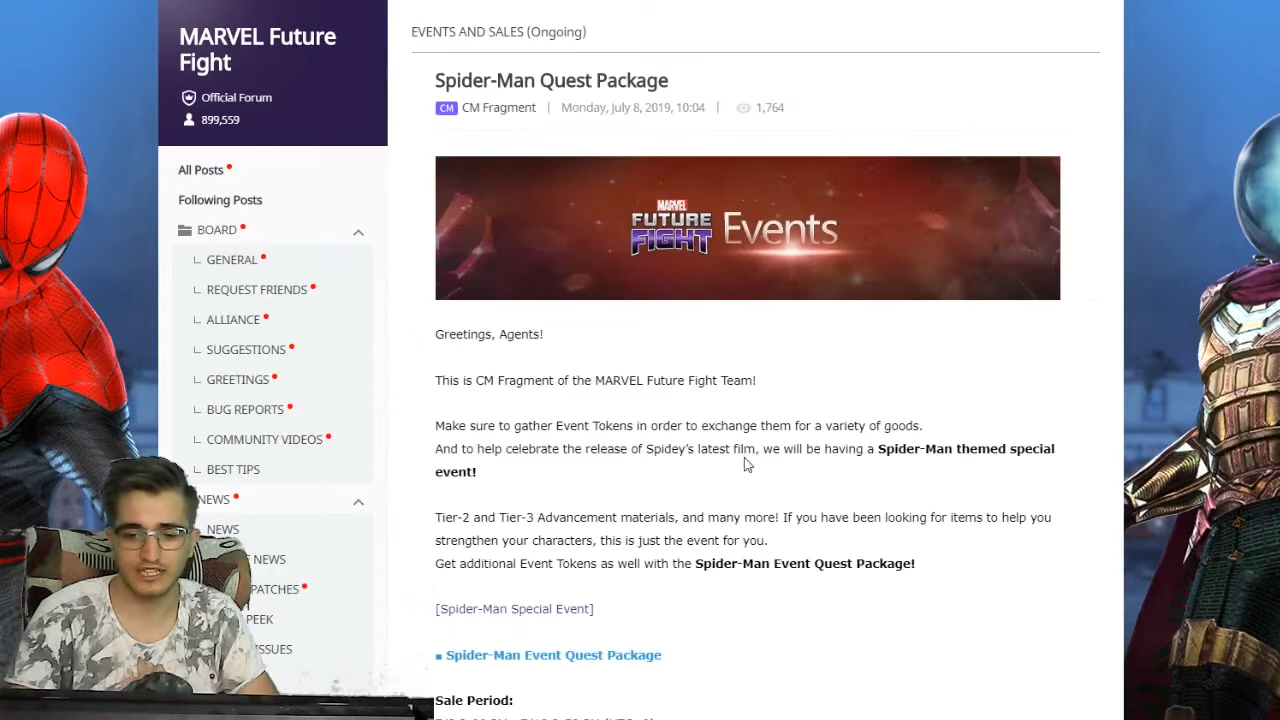 MARVEL Future
Fight
Official Forum
899,559
All Posts
Following Posts
BOARD
GENERAL
REQUEST FRIENDS
ALLIANCE
SUGGESTIONS
GREETINGS
BUG REPORTS
COMMUNITY VIDEOS
BEST TIPS
NEWS
NEWS
NEWS
PATCHES
PEEK
ISSUES
EVENTS AND SALES (Ongoing)
Spider-Man Quest Package
CM CM Fragment | Monday, July 8, 2019, 10:04 | 1,764
MARVEL
FUTURE
FIGHT
Events
Greetings, Agents!
This is CM Fragment of the MARVEL Future Fight Team!
Make sure to gather Event Tokens in order to exchange them for a variety of goods.
And to help celebrate the release of Spidey's latest film, we will be having a Spider-Man themed special
event!
Tier-2 and Tier-3 Advancement materials, and many more! If you have been looking for items to help you
strengthen your characters, this is just the event for you.
Get additional Event Tokens as well with the Spider-Man Event Quest Package!
[Spider-Man Special Event]
■ Spider-Man Event Quest Package
Sale Period: